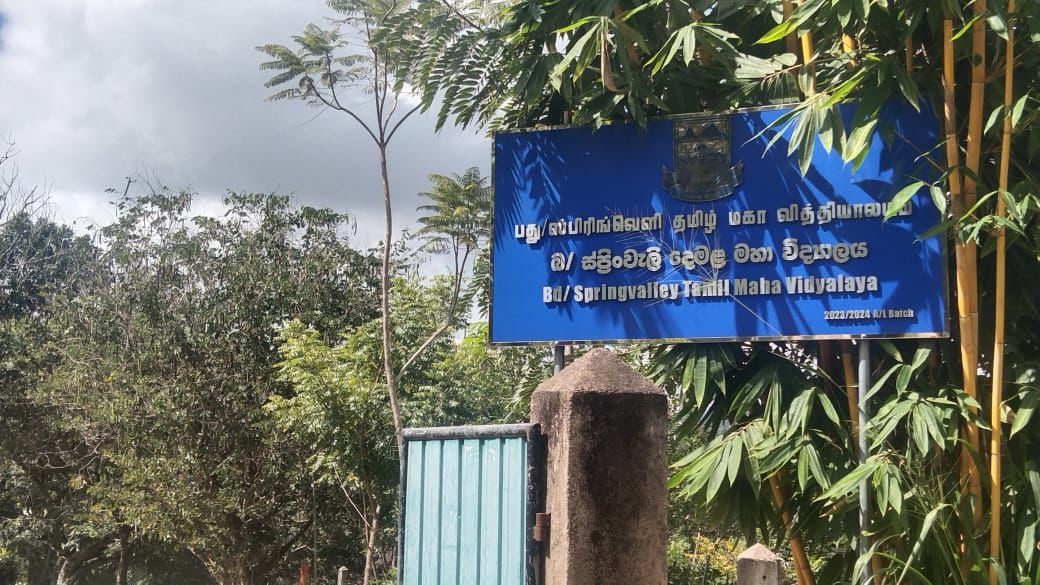 பது/ஸ்பிரிங்வெளி தமிழ் மகா வித்தியாலயம்
බ/ ස්ප්‍රිංවැලි දෙමළ මහා විද්‍යාලය
Bd/ Springvalley Tamil Maha Vidyalaya
2023/2024 A/L Batch